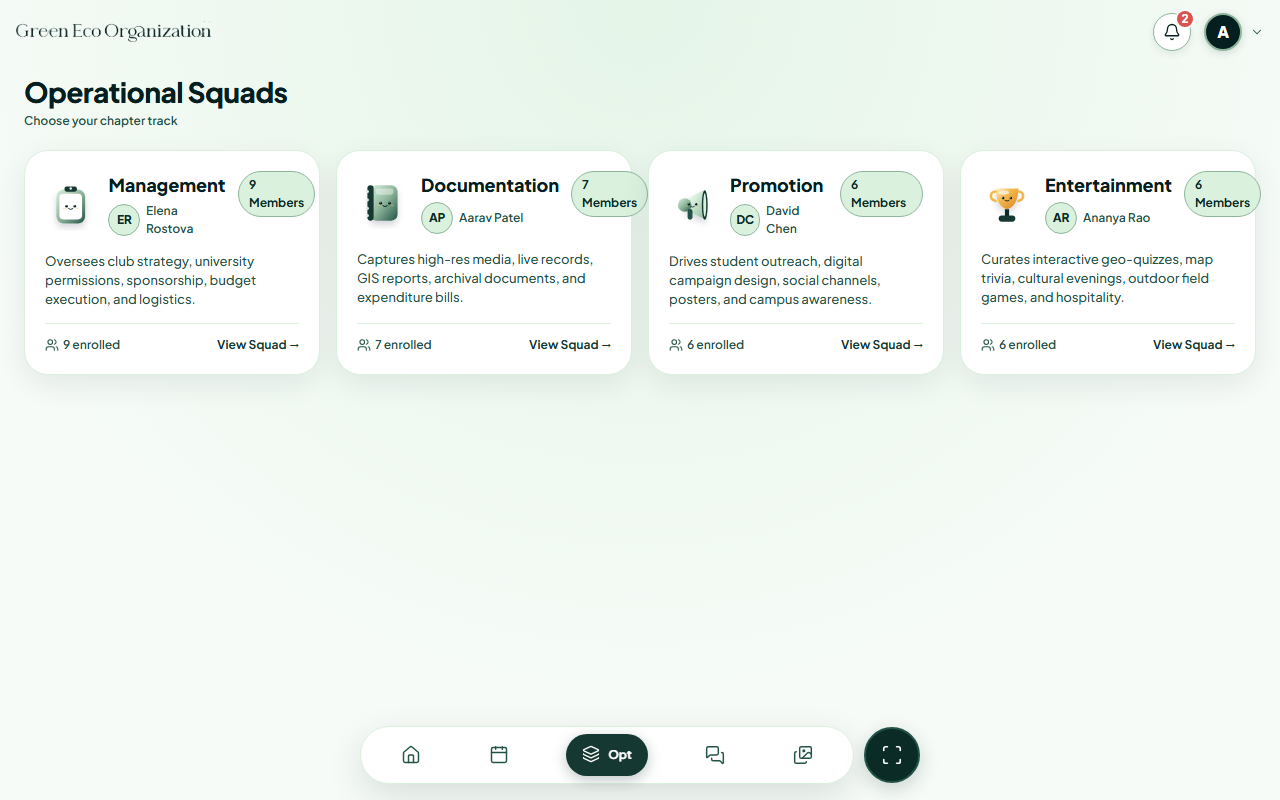 Green Eco Organization
2
A
Operational Squads
Choose your chapter track
Management
9
Members
ER
Elena
Rostova
Oversees club strategy, university
permissions, sponsorship, budget
execution, and logistics.
9 enrolled
View Squad →
Documentation
7
Members
AP
Aarav Patel
Captures high-res media, live records,
GIS reports, archival documents, and
expenditure bills.
7 enrolled
View Squad →
Promotion
6
Members
DC
David
Chen
Drives student outreach, digital
campaign design, social channels,
posters, and campus awareness.
6 enrolled
View Squad →
Entertainment
6
Members
AR
Ananya Rao
Curates interactive geo-quizzes, map
trivia, cultural evenings, outdoor field
games, and hospitality.
6 enrolled
View Squad →
Opt